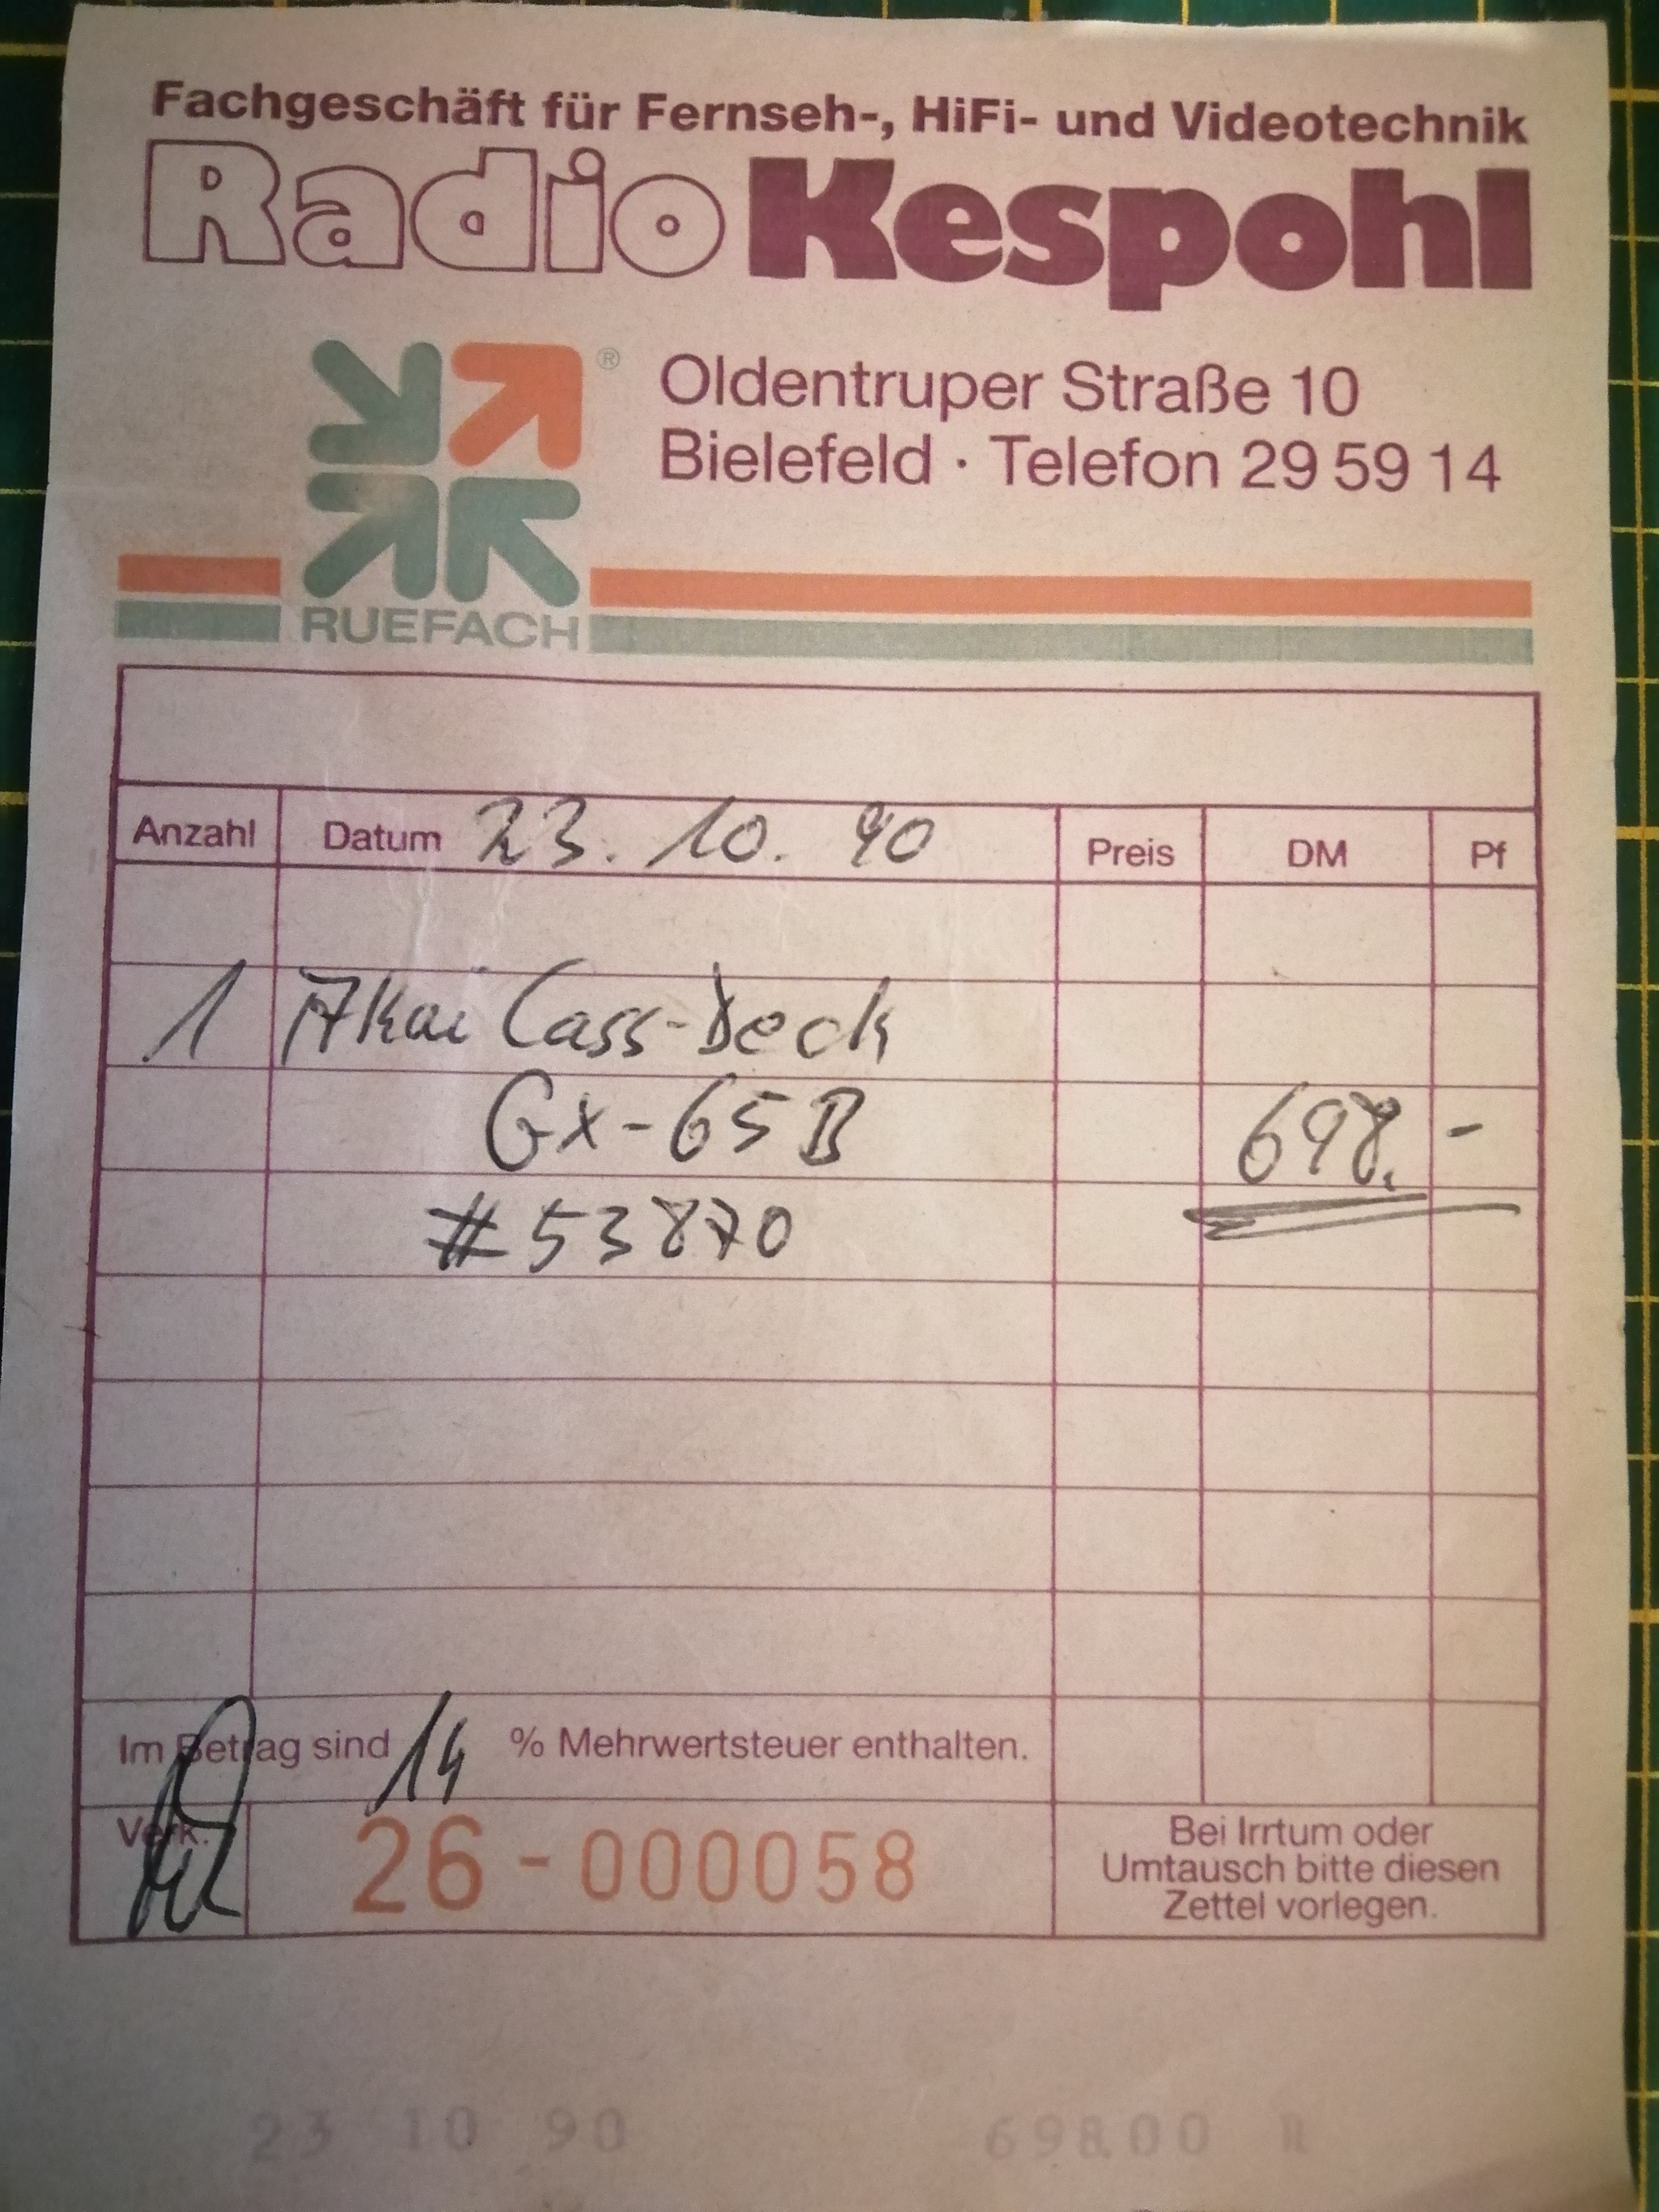 Fachgeschäft für Fernseh-, HiFi- und Videotechnik
Radio Kespohl
®
Oldentruper Straße 10
Bielefeld · Telefon 29 59 14
RUEFACH
Anzahl Datum 23. 10. 90 Preis DM Pf
1 Akai Cass-Deck
GX-65B 698.-
#53870
Im Betrag sind 14 % Mehrwertsteuer enthalten.
Verk. 26-000058
Bei Irrtum oder
Umtausch bitte diesen
Zettel vorlegen.
23 10 90 698.00 R